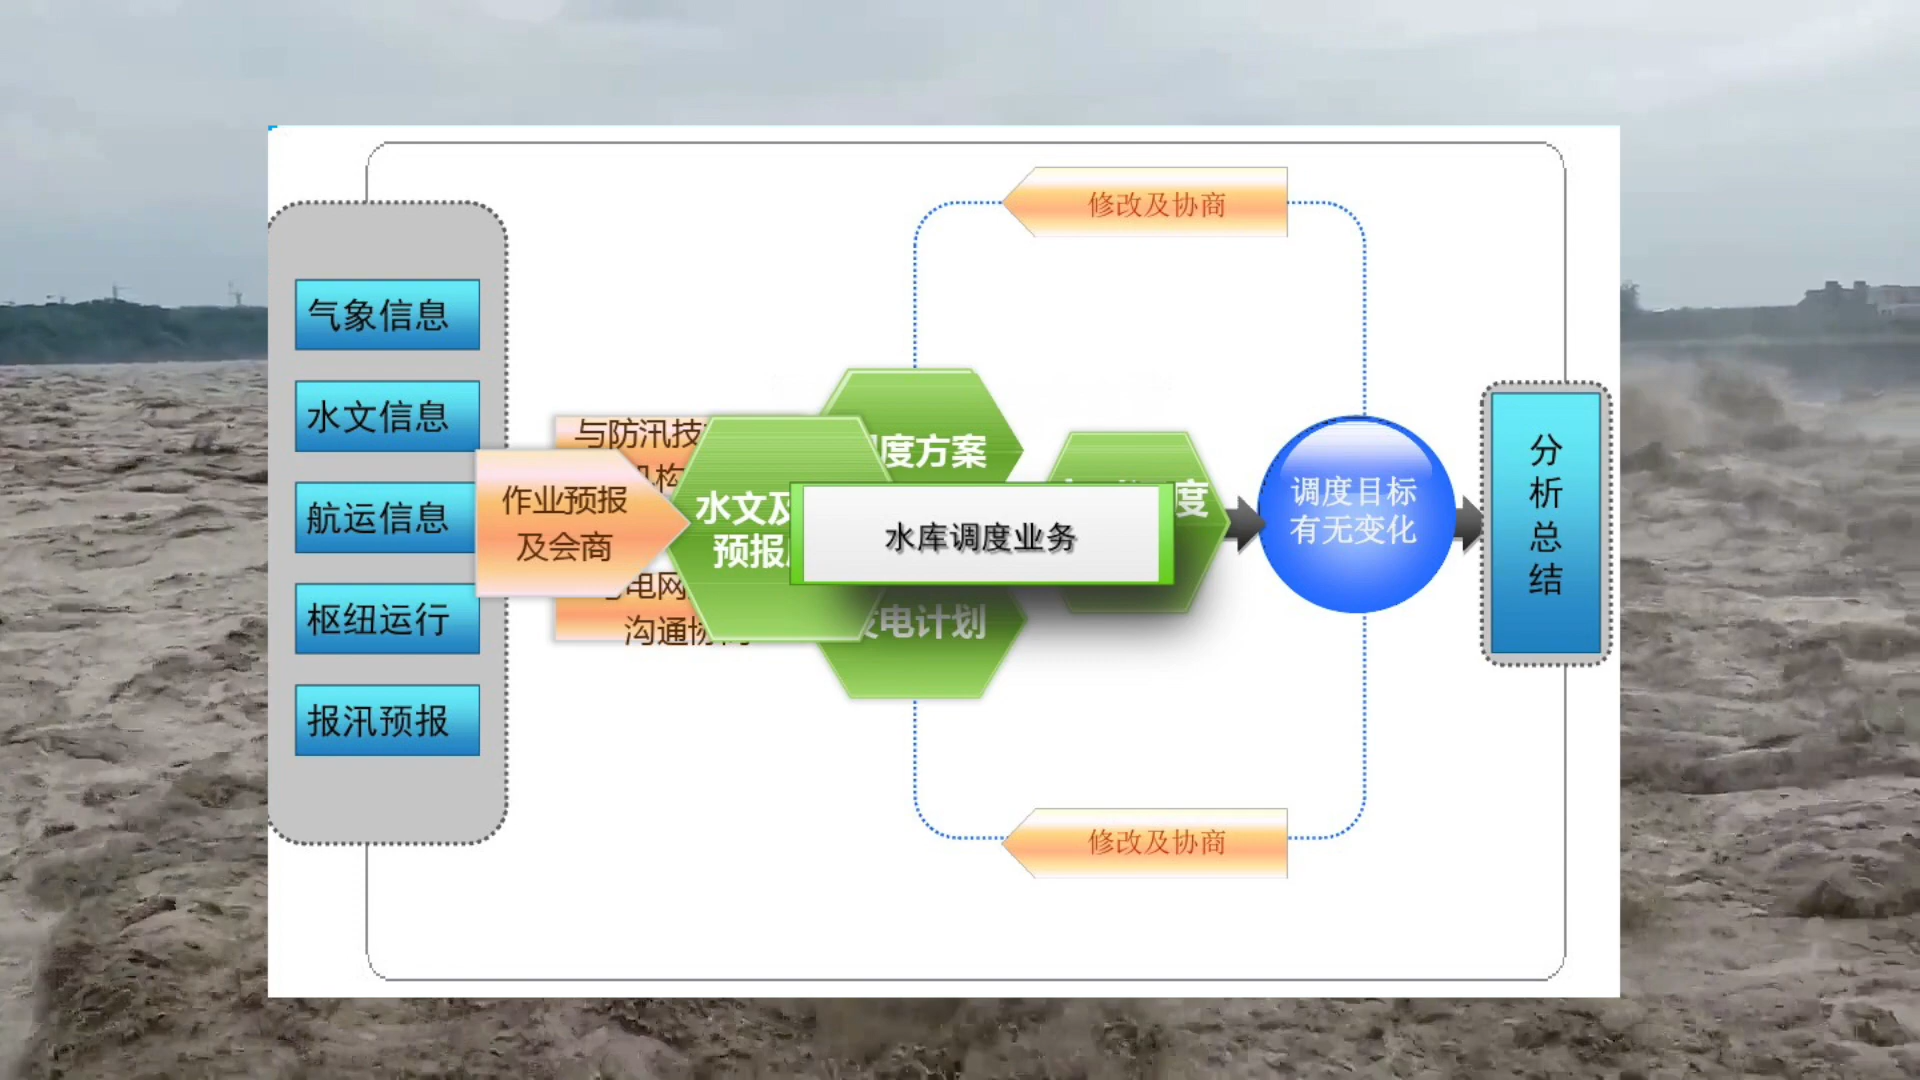 修改及协商
气象信息
水文信息
航运信息
枢纽运行
报汛预报
作业预报
及会商
与防汛技
电网
沟通协
水文及
预报
度方案
发电计划
度
水库调度业务
调度目标
有无变化
分
析
总
结
修改及协商